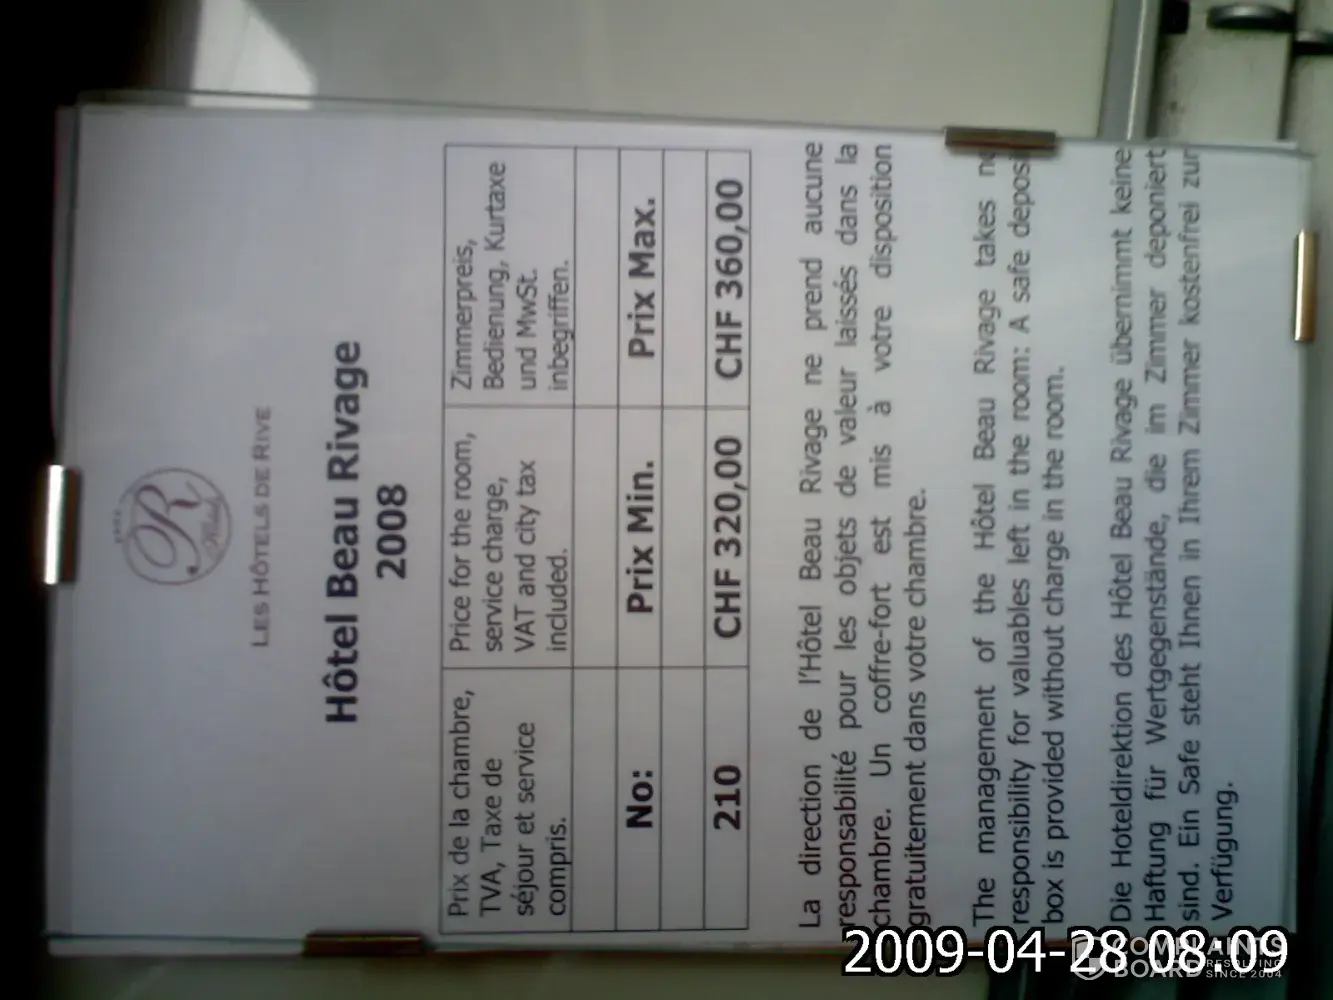 R
Hôtel
LES HÔTELS DE RIVE
Hôtel Beau Rivage
2008
Prix de la chambre,
TVA, Taxe de
séjour et service
compris.
Price for the room,
service charge,
VAT and city tax
included.
Zimmerpreis,
Bedienung, Kurtaxe
und MwSt.
inbegriffen.
No: Prix Min. Prix Max.
210 CHF 320,00 CHF 360,00
La direction de l'Hôtel Beau Rivage ne prend aucune
responsabilité pour les objets de valeur laissés dans la
chambre. Un coffre-fort est mis à votre disposition
gratuitement dans votre chambre.
The management of the Hôtel Beau Rivage takes no
responsibility for valuables left in the room: A safe deposi
box is provided without charge in the room.
Die Hoteldirektion des Hôtel Beau Rivage übernimmt keine
Haftung für Wertgegenstände, die im Zimmer deponiert
sind. Ein Safe steht Ihnen in Ihrem Zimmer kostenfrei zur
Verfügung.
2009-04-28 08:09
COMPLAINTS
BOARD RESOLVING
SINCE 2004